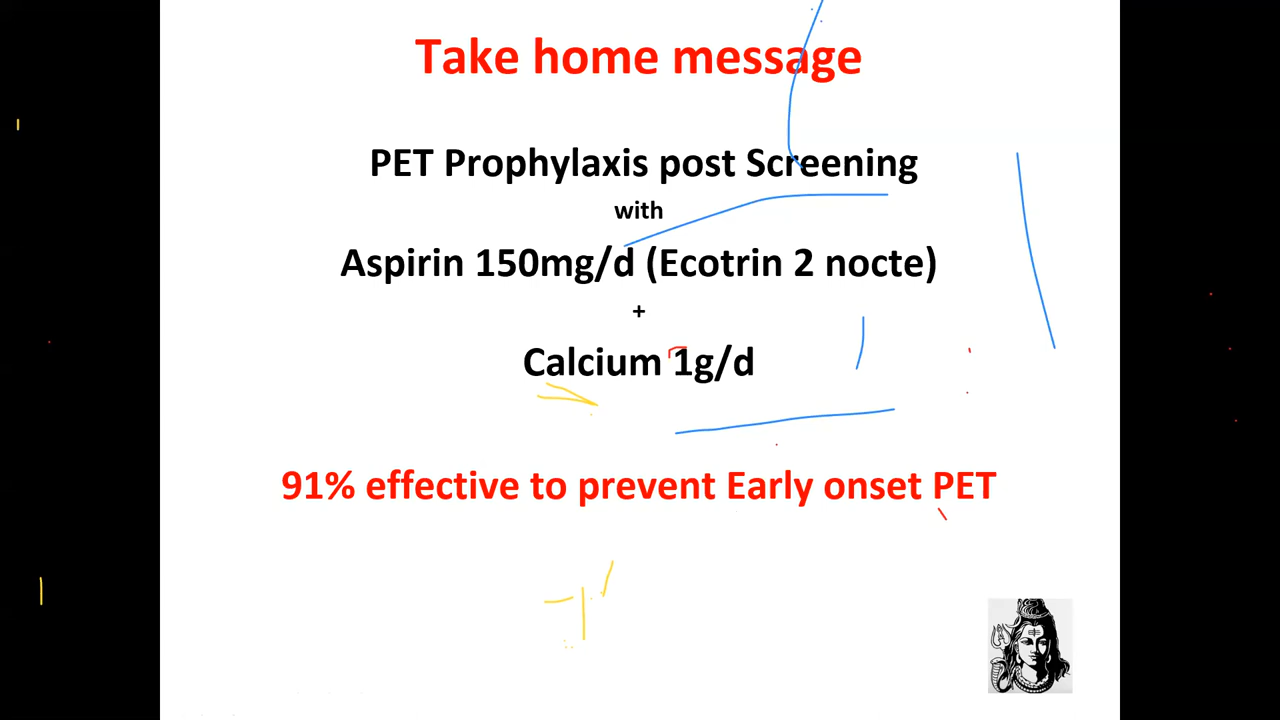 Take home message
PET Prophylaxis post Screening
with
Aspirin 150mg/d (Ecotrin 2 nocte)
+
Calcium 1g/d
91% effective to prevent Early onset PET